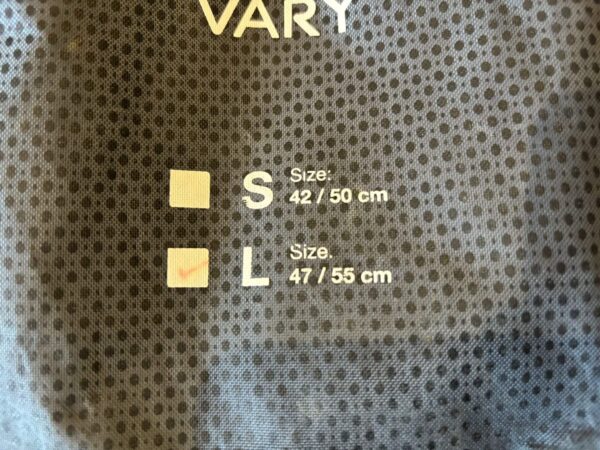 VARY
S Size:
42 / 50 cm
L Size.
47 / 55 cm